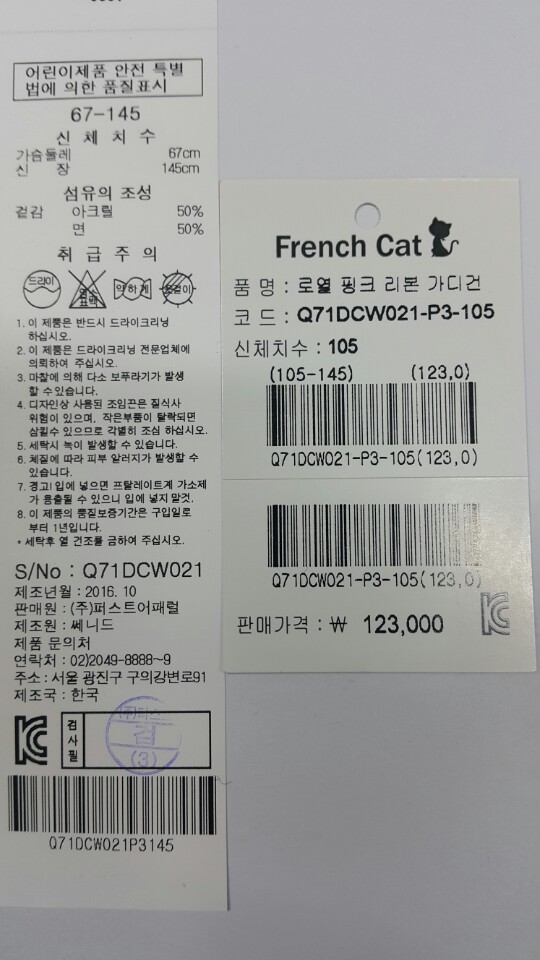 어린이제품 안전 특별
법에 의한 품질표시
67-145
신 체 치 수
가슴둘레 67cm
신 장 145cm
섬유의 조성
겉감 아크릴 50%
면 50%
취 급 주 의
드라이 염소표백 약하게 옷걸이
1. 이 제품은 반드시 드라이크리닝
하십시오.
2. 이 제품은 드라이크리닝 전문업체에
의뢰하여 주십시오.
3. 마찰에 의해 다소 보푸라기가 발생
할 수 있습니다.
4. 디자인상 사용된 조임끈은 질식사
위험이 있으며, 작은부품이 탈락되면
삼킬수 있으므로 각별히 조심 하십시오.
5. 세탁시 녹이 발생할 수 있습니다.
6. 체질에 따라 피부 알러지가 발생할 수
있습니다.
7. 경고! 입에 넣으면 프탈레이트계 가소제
가 용출될 수 있으니 입에 넣지 말것.
8. 이 제품의 품질보증기간은 구입일로
부터 1년입니다.
* 세탁후 열 건조를 금하여 주십시오.
S/No : Q71DCW021
제조년월 : 2016. 10
판매원 : (주)퍼스트어패럴
제조원 : 쎄니드
제품 문의처
연락처 : 02)2049-8888~9
주소 : 서울 광진구 구의강변로91
제조국 : 한국
KC 검사필 검 (3)
Q71DCW021P3145
French Cat
품 명 : 로열 핑크 리본 가디건
코 드 : Q71DCW021-P3-105
신체치수 : 105
(105-145) (123,0)
Q71DCW021-P3-105(123,0)
Q71DCW021-P3-105(123,0)
판매가격 : ₩ 123,000 KC